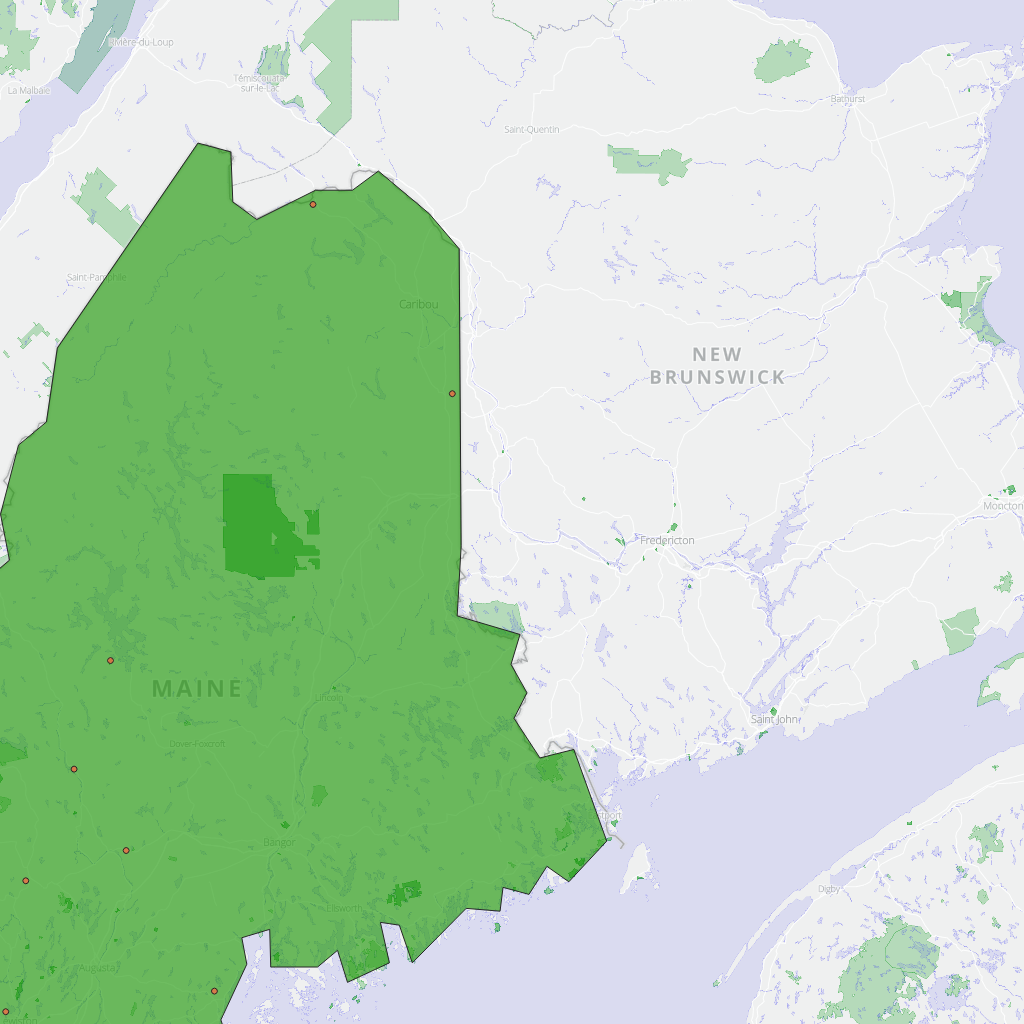 Rivière-du-Loup
La Malbaie
Témiscouata-
sur-le-Lac
Bathurst
Saint-Quentin
Saint-Pamphile
Caribou
NEW
BRUNSWICK
Moncton
Fredericton
MAINE
Lincoln
Saint John
Dover-Foxcroft
Bangor
Digby
Ellsworth
Augusta